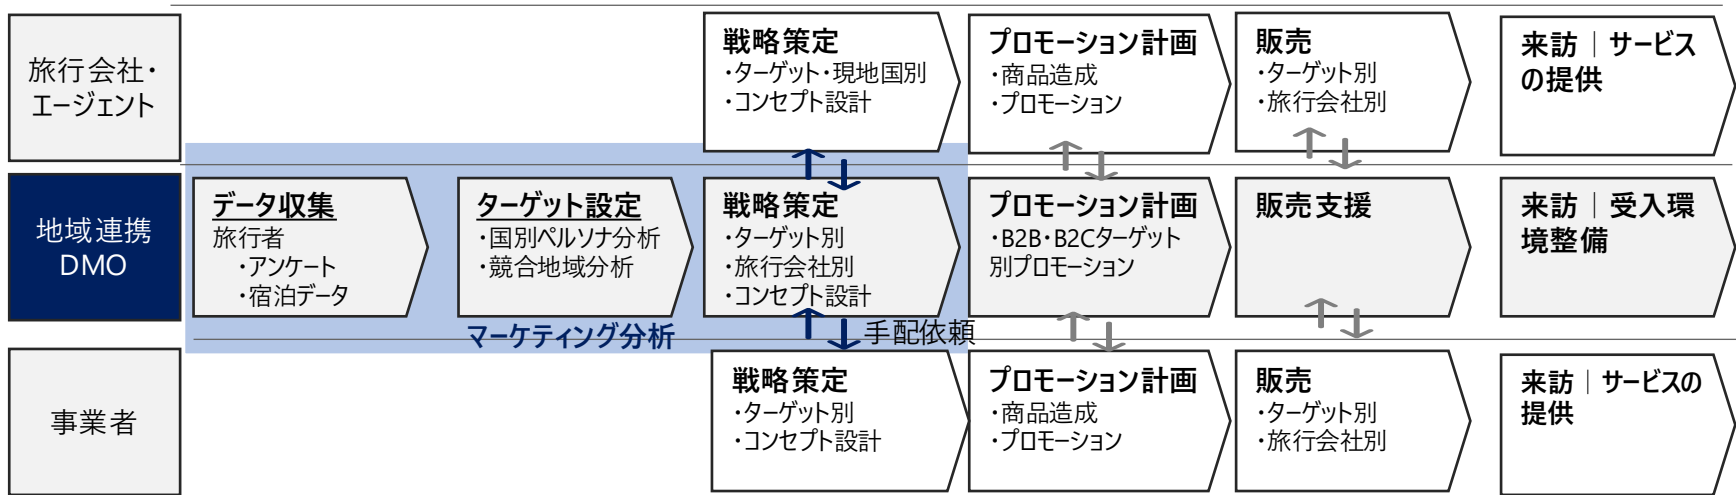 旅行会社・
エージェント
戦略策定
・ターゲット・現地国別
・コンセプト設計
プロモーション計画
・商品造成
・プロモーション
販売
・ターゲット別
・旅行会社別
来訪｜サービス
の提供
地域連携
DMO
データ収集
旅行者
・アンケート
・宿泊データ
ターゲット設定
・国別ペルソナ分析
・競合地域分析
戦略策定
・ターゲット別
・旅行会社別
・コンセプト設計
プロモーション計画
・B2B・B2Cターゲット
別プロモーション
販売支援
来訪｜受入環
境整備
マーケティング分析
手配依頼
事業者
戦略策定
・ターゲット別
・コンセプト設計
プロモーション計画
・商品造成
・プロモーション
販売
・ターゲット別
・旅行会社別
来訪｜サービスの
提供